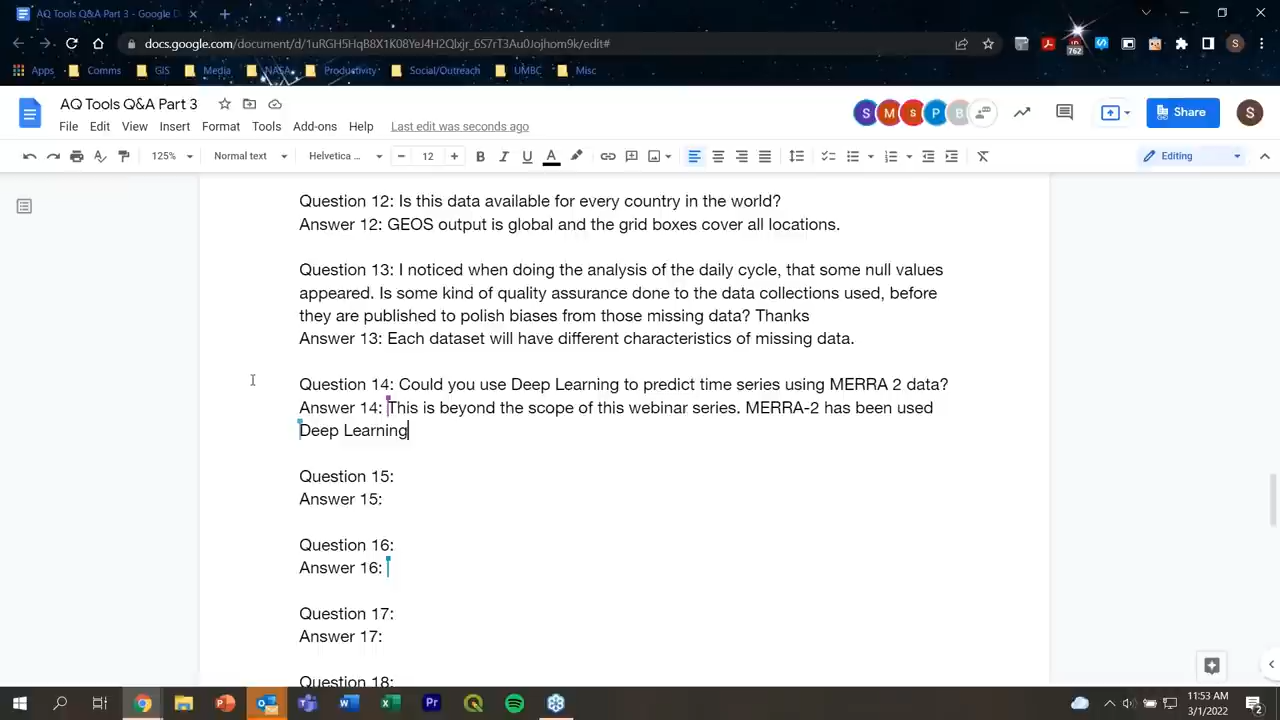 AQ Tools Q&A Part 3 - Google D
docs.google.com/document/d/1uRGH5HqB8X1K08YeJ4H2QIxjr_6S7rT3Au0Jojhom9k/edit#
762
S
Apps Comms GIS Media NASA Productivity Social/Outreach UMBC Misc
AQ Tools Q&A Part 3
S M s P B
Share
S
File Edit View Insert Format Tools Add-ons Help Last edit was seconds ago
125% Normal text Helvetica ... 12 B I U A Editing
Question 12: Is this data available for every country in the world?
Answer 12: GEOS output is global and the grid boxes cover all locations.
Question 13: I noticed when doing the analysis of the daily cycle, that some null values
appeared. Is some kind of quality assurance done to the data collections used, before
they are published to polish biases from those missing data? Thanks
Answer 13: Each dataset will have different characteristics of missing data.
Question 14: Could you use Deep Learning to predict time series using MERRA 2 data?
Answer 14: This is beyond the scope of this webinar series. MERRA-2 has been used
Deep Learning
Question 15:
Answer 15:
Question 16:
Answer 16:
Question 17:
Answer 17:
Question 18:
11:53 AM
3/1/2022
2